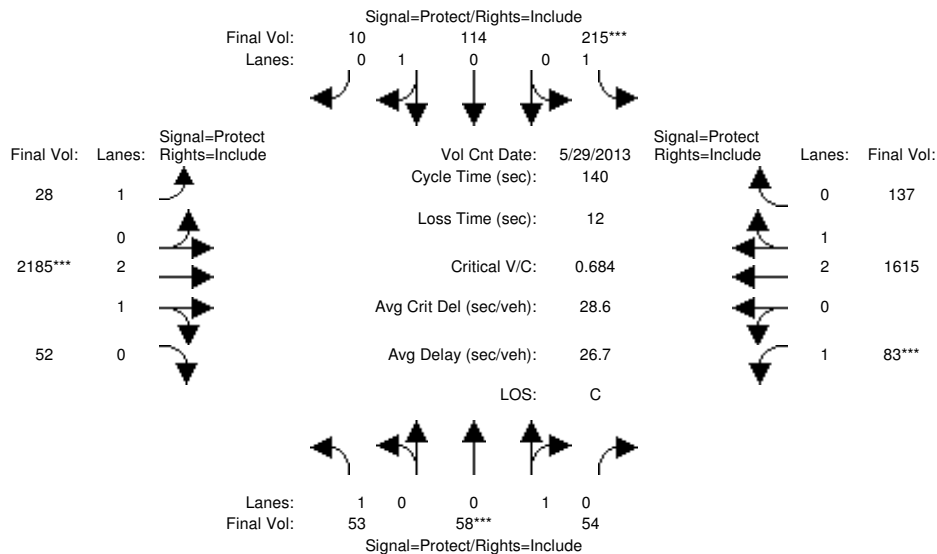 Signal=Protect/Rights=Include
Final Vol: 10 114 215***
Lanes: 0 1 0 0 1
Signal=Protect Signal=Protect
Final Vol: Lanes: Rights=Include Vol Cnt Date: 5/29/2013 Rights=Include Lanes: Final Vol:
Cycle Time (sec): 140
28 1 0 137
Loss Time (sec): 12
0 1
2185*** 2 Critical V/C: 0.684 2 1615
1 Avg Crit Del (sec/veh): 28.6 0
52 0 Avg Delay (sec/veh): 26.7 1 83***
LOS: C
Lanes: 1 0 0 1 0
Final Vol: 53 58*** 54
Signal=Protect/Rights=Include